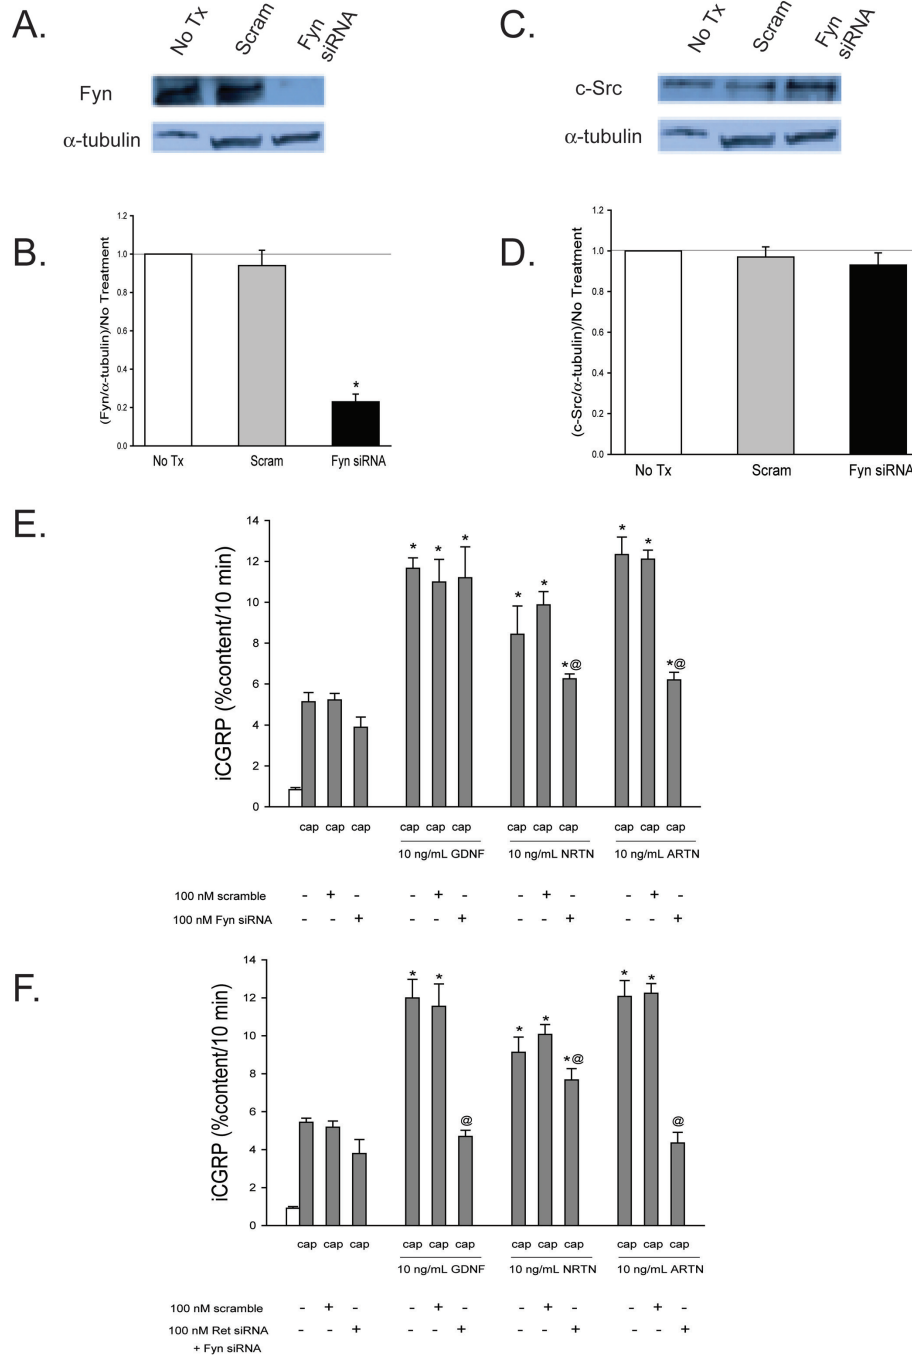 A.
No Tx
Scram
Fyn
siRNA
Fyn
α-tubulin
C.
No Tx
Scram
Fyn
siRNA
c-Src
α-tubulin
B.
(Fyn/α-tubulin)/No Treatment
1.2
1.0
0.8
0.6
0.4
0.2
0.0
*
No Tx Scram Fyn siRNA
D.
(c-Src/α-tubulin)/No Treatment
1.2
1.0
0.8
0.6
0.4
0.2
0.0
No Tx Scram Fyn siRNA
E.
iCGRP (%content/10 min)
14
12
10
8
6
4
2
0
* * * * * *@ * * *@
cap cap cap cap cap cap cap cap cap cap cap cap
10 ng/mL GDNF 10 ng/mL NRTN 10 ng/mL ARTN
100 nM scramble - + - - + - - + - - + -
100 nM Fyn siRNA - - + - - + - - + - - +
F.
iCGRP (%content/10 min)
14
12
10
8
6
4
2
0
* * @ * * *@ * * @
cap cap cap cap cap cap cap cap cap cap cap cap
10 ng/mL GDNF 10 ng/mL NRTN 10 ng/mL ARTN
100 nM scramble - + - - + - - + - - + -
100 nM Ret siRNA - - + - - + - - + - - +
+ Fyn siRNA